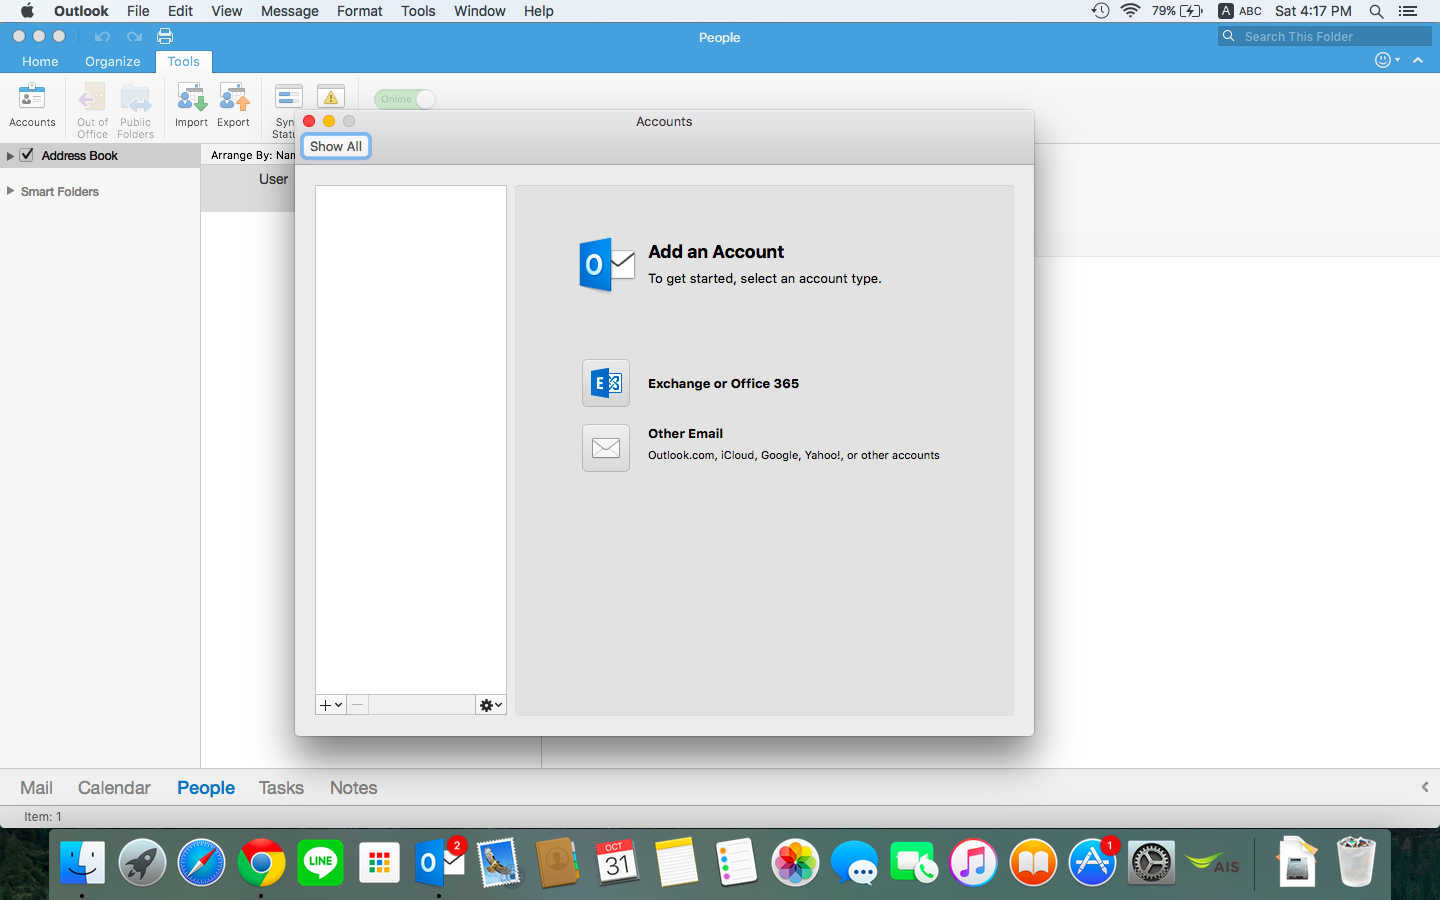 Outlook File Edit View Message Format Tools Window Help 79% A ABC Sat 4:17 PM
People
Search This Folder
Home Organize Tools
Online
Accounts
Out of Office
Public Folders
Import
Export
Accounts
Show All
Address Book
Smart Folders
Arrange By:
User
Add an Account
To get started, select an account type.
Exchange or Office 365
Other Email
Outlook.com, iCloud, Google, Yahoo!, or other accounts
Mail Calendar People Tasks Notes
Item: 1
LINE
2
OCT
31
1
AIS